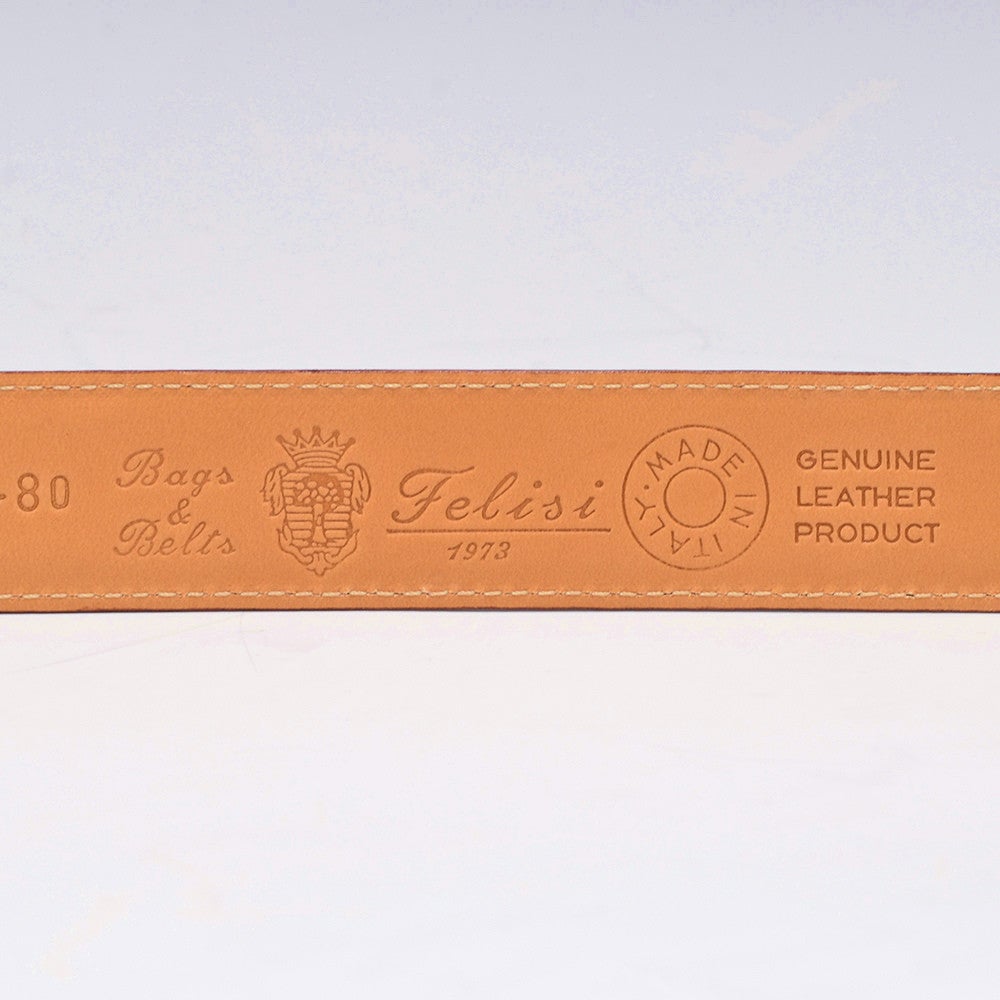 -80
Bags
&
Belts
Felisi
1973
MADE IN ITALY
GENUINE
LEATHER
PRODUCT